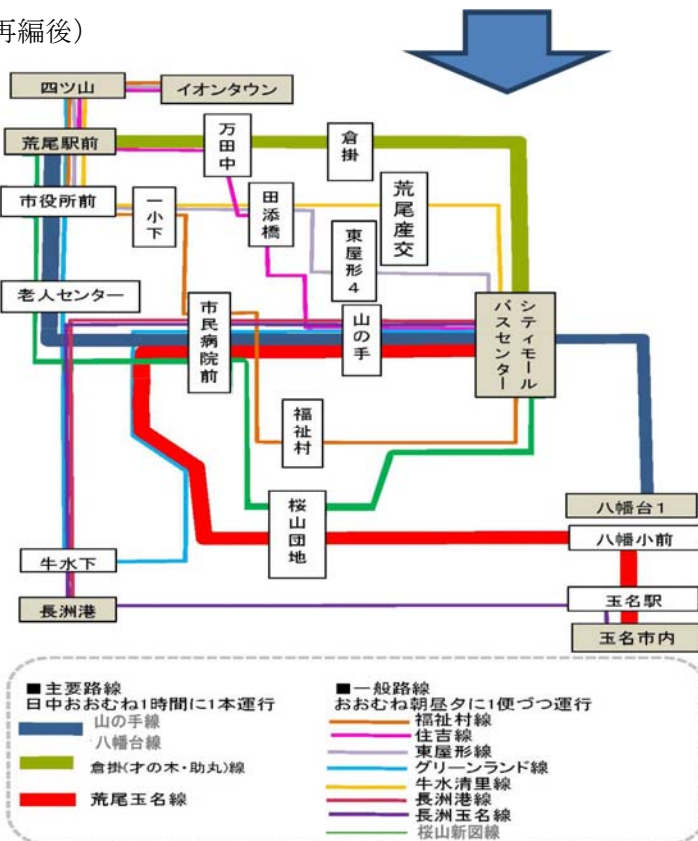 再編後）
四ツ山
イオンタウン
荒尾駅前
万田中
倉掛
市役所前
一小下
田添橋
荒尾産交
東屋形4
老人センター
市民病院前
山の手
シティモール
バスセンター
福祉村
桜山団地
八幡台1
八幡小前
牛水下
玉名駅
長洲港
玉名市内
■主要路線
日中おおむね1時間に1本運行
山の手線
八幡台線
倉掛(才の木・助丸)線
荒尾玉名線
■一般路線
おおむね朝昼夕に1便づつ運行
福祉村線
住吉線
東屋形線
グリーンランド線
牛水清里線
長洲港線
長洲玉名線
桜山新図線